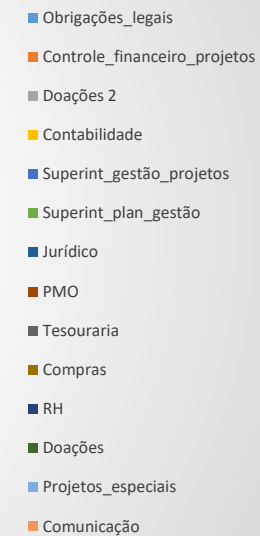 Obrigações_legais
Controle_financeiro_projetos
Doações 2
Contabilidade
Superint_gestão_projetos
Superint_plan_gestão
Jurídico
PMO
Tesouraria
Compras
RH
Doações
Projetos_especiais
Comunicação